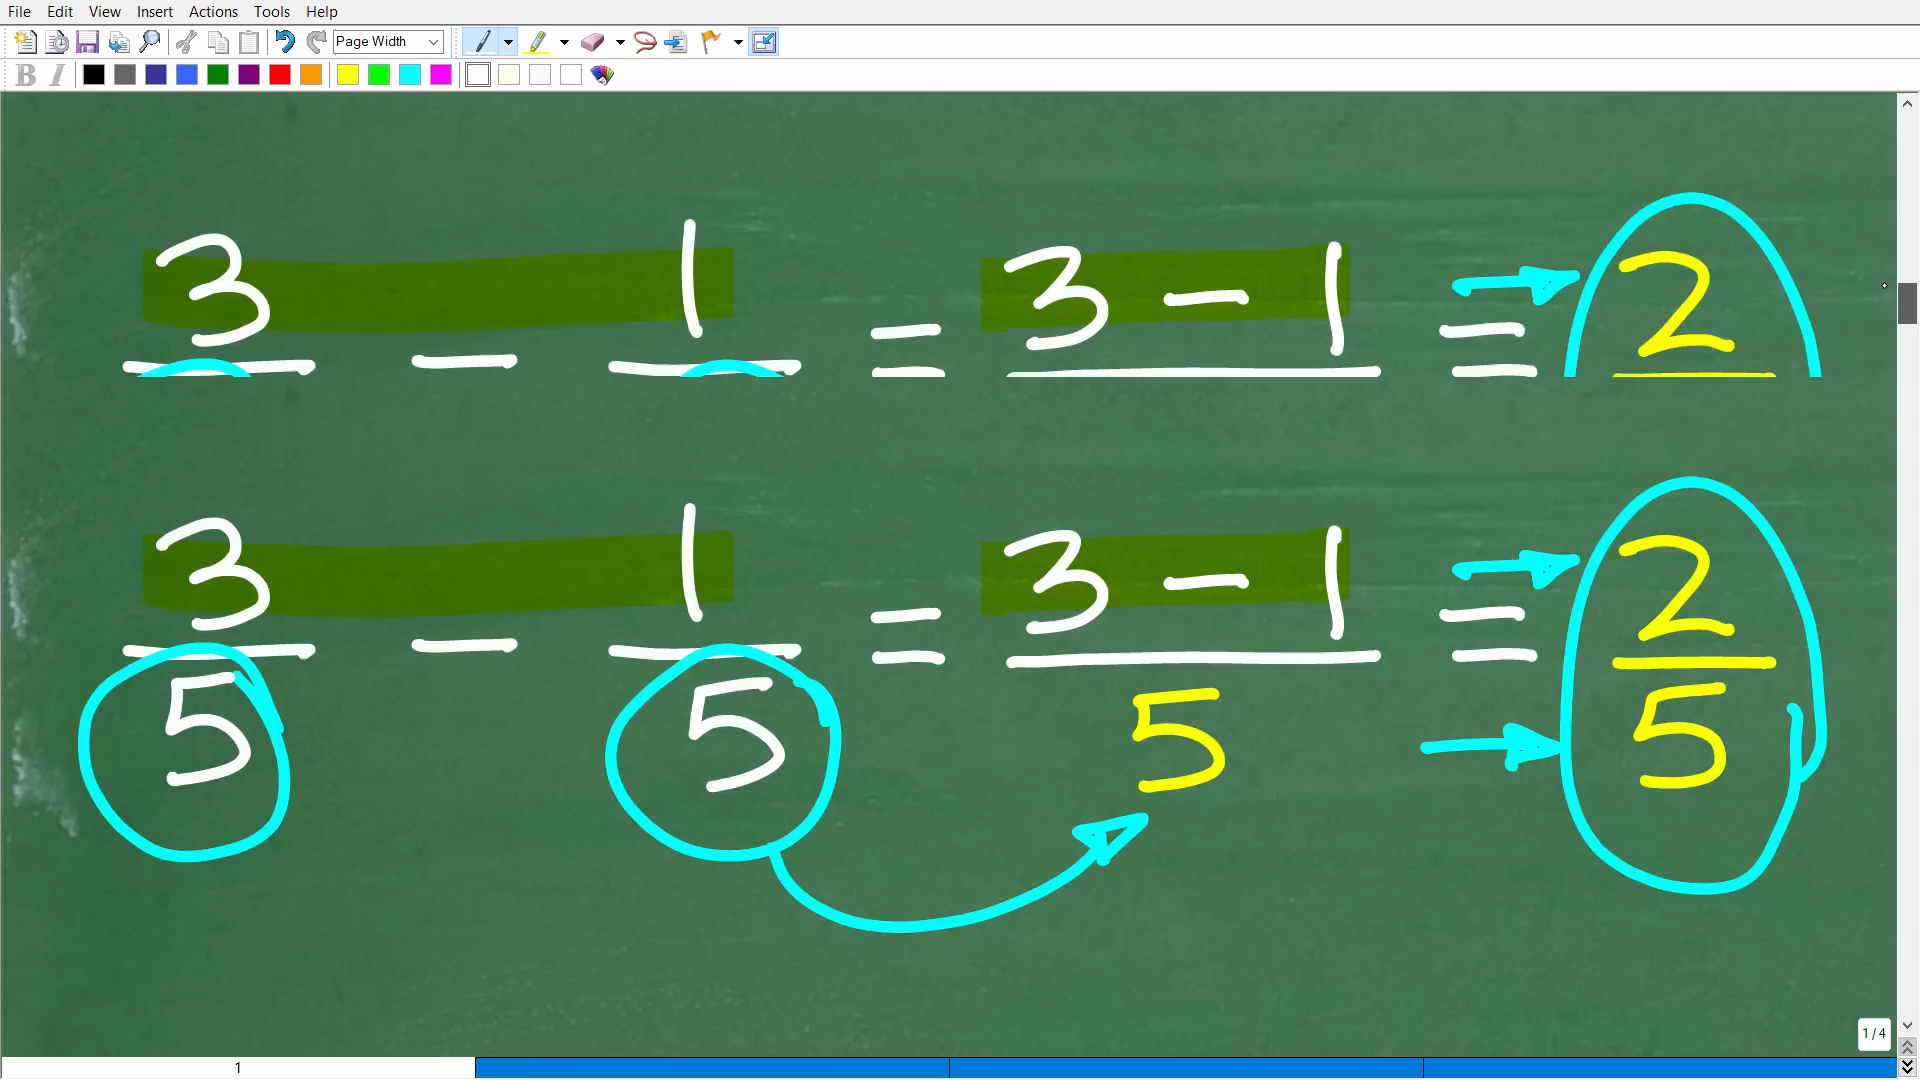 File Edit View Insert Actions Tools Help
Page Width
B I
3 — 1 = 3 - 1 = 2
3/5 - 1/5 = 3 - 1/5 = 2/5
1 / 4
1